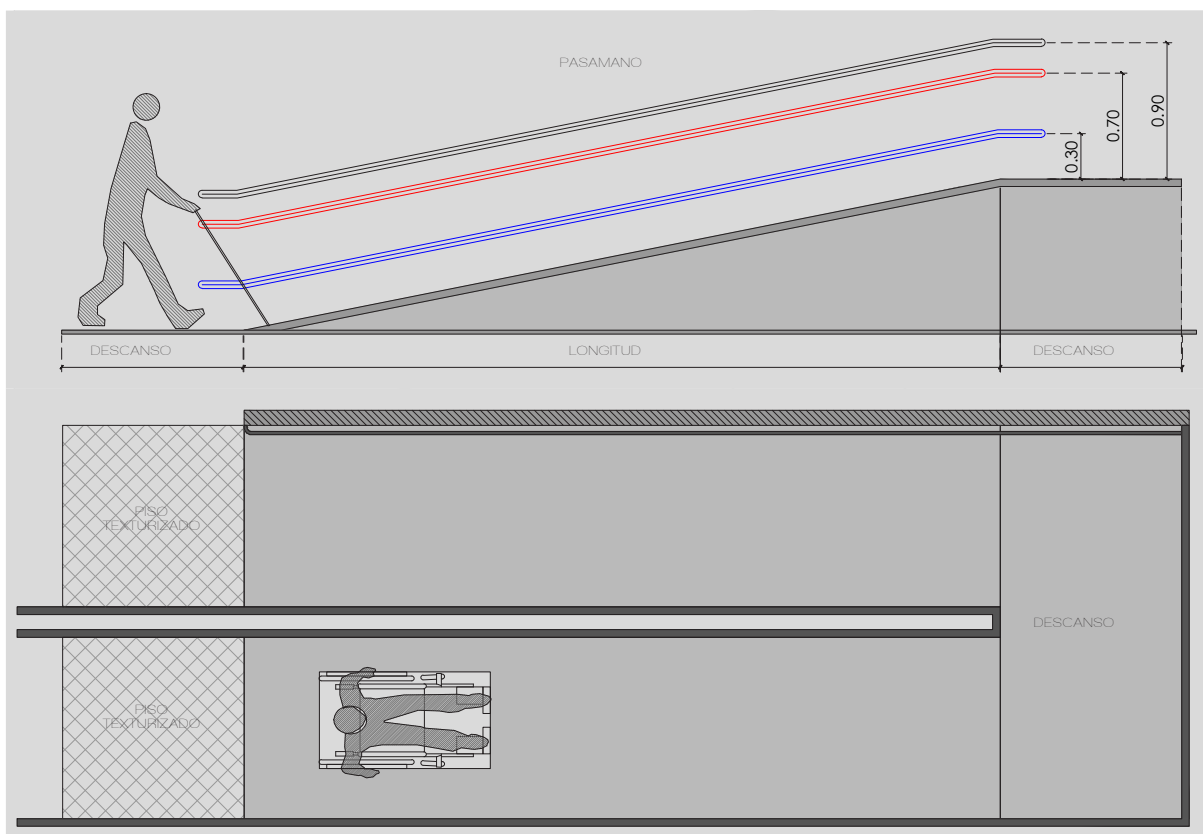 PASAMANO
0.90
0.70
0.30
DESCANSO
LONGITUD
DESCANSO
PISO
TEXTURIZADO
DESCANSO
PISO
TEXTURIZADO